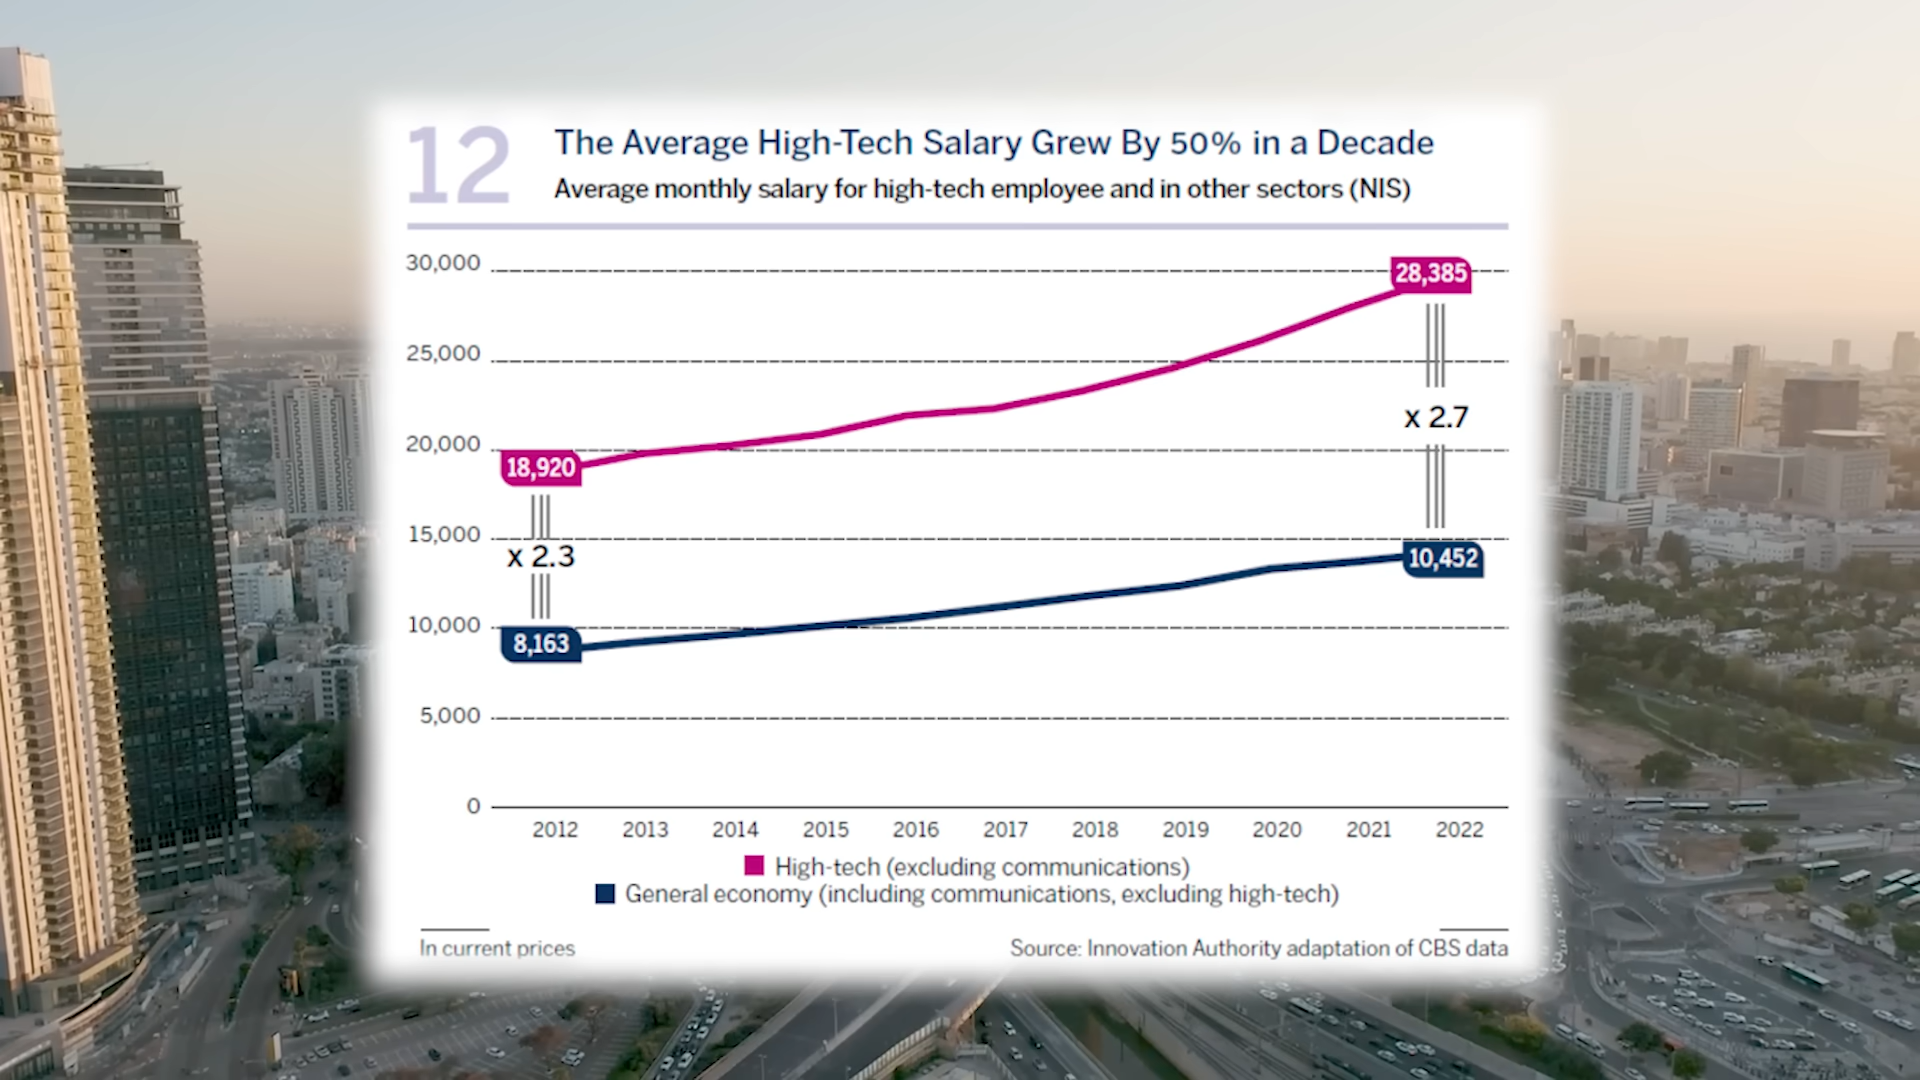 12
The Average High-Tech Salary Grew By 50% in a Decade
Average monthly salary for high-tech employee and in other sectors (NIS)
30,000
28,385
25,000
x 2.7
20,000
18,920
15,000
x 2.3
10,452
10,000
8,163
5,000
0
2012 2013 2014 2015 2016 2017 2018 2019 2020 2021 2022
High-tech (excluding communications)
General economy (including communications, excluding high-tech)
In current prices
Source: Innovation Authority adaptation of CBS data